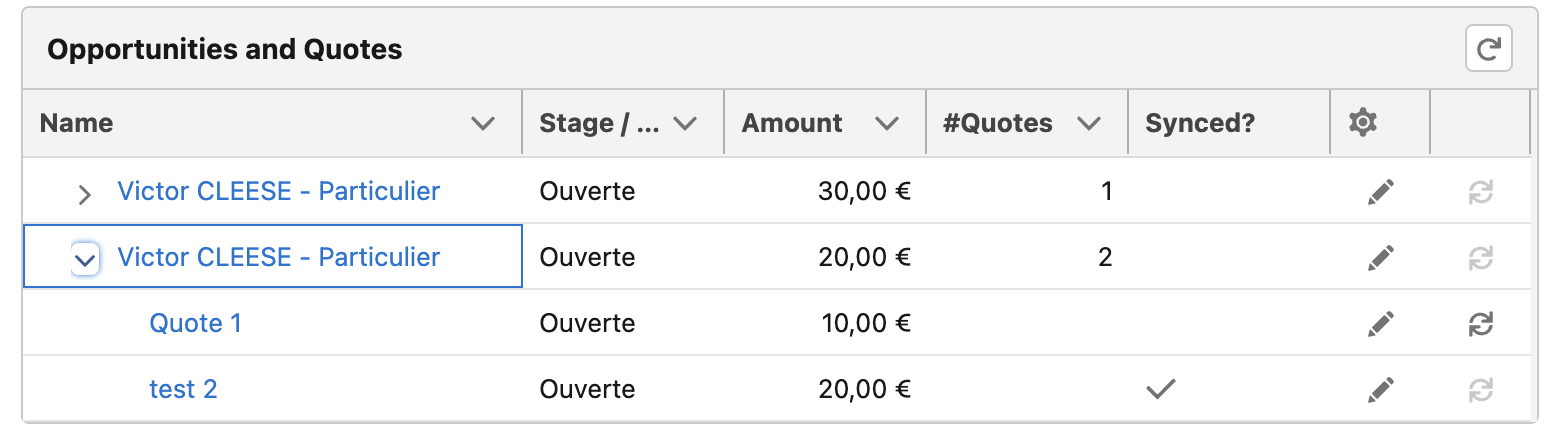 Opportunities and Quotes
Name Stage / ... Amount #Quotes Synced?
Victor CLEESE - Particulier Ouverte 30,00 € 1
Victor CLEESE - Particulier Ouverte 20,00 € 2
Quote 1 Ouverte 10,00 €
test 2 Ouverte 20,00 €